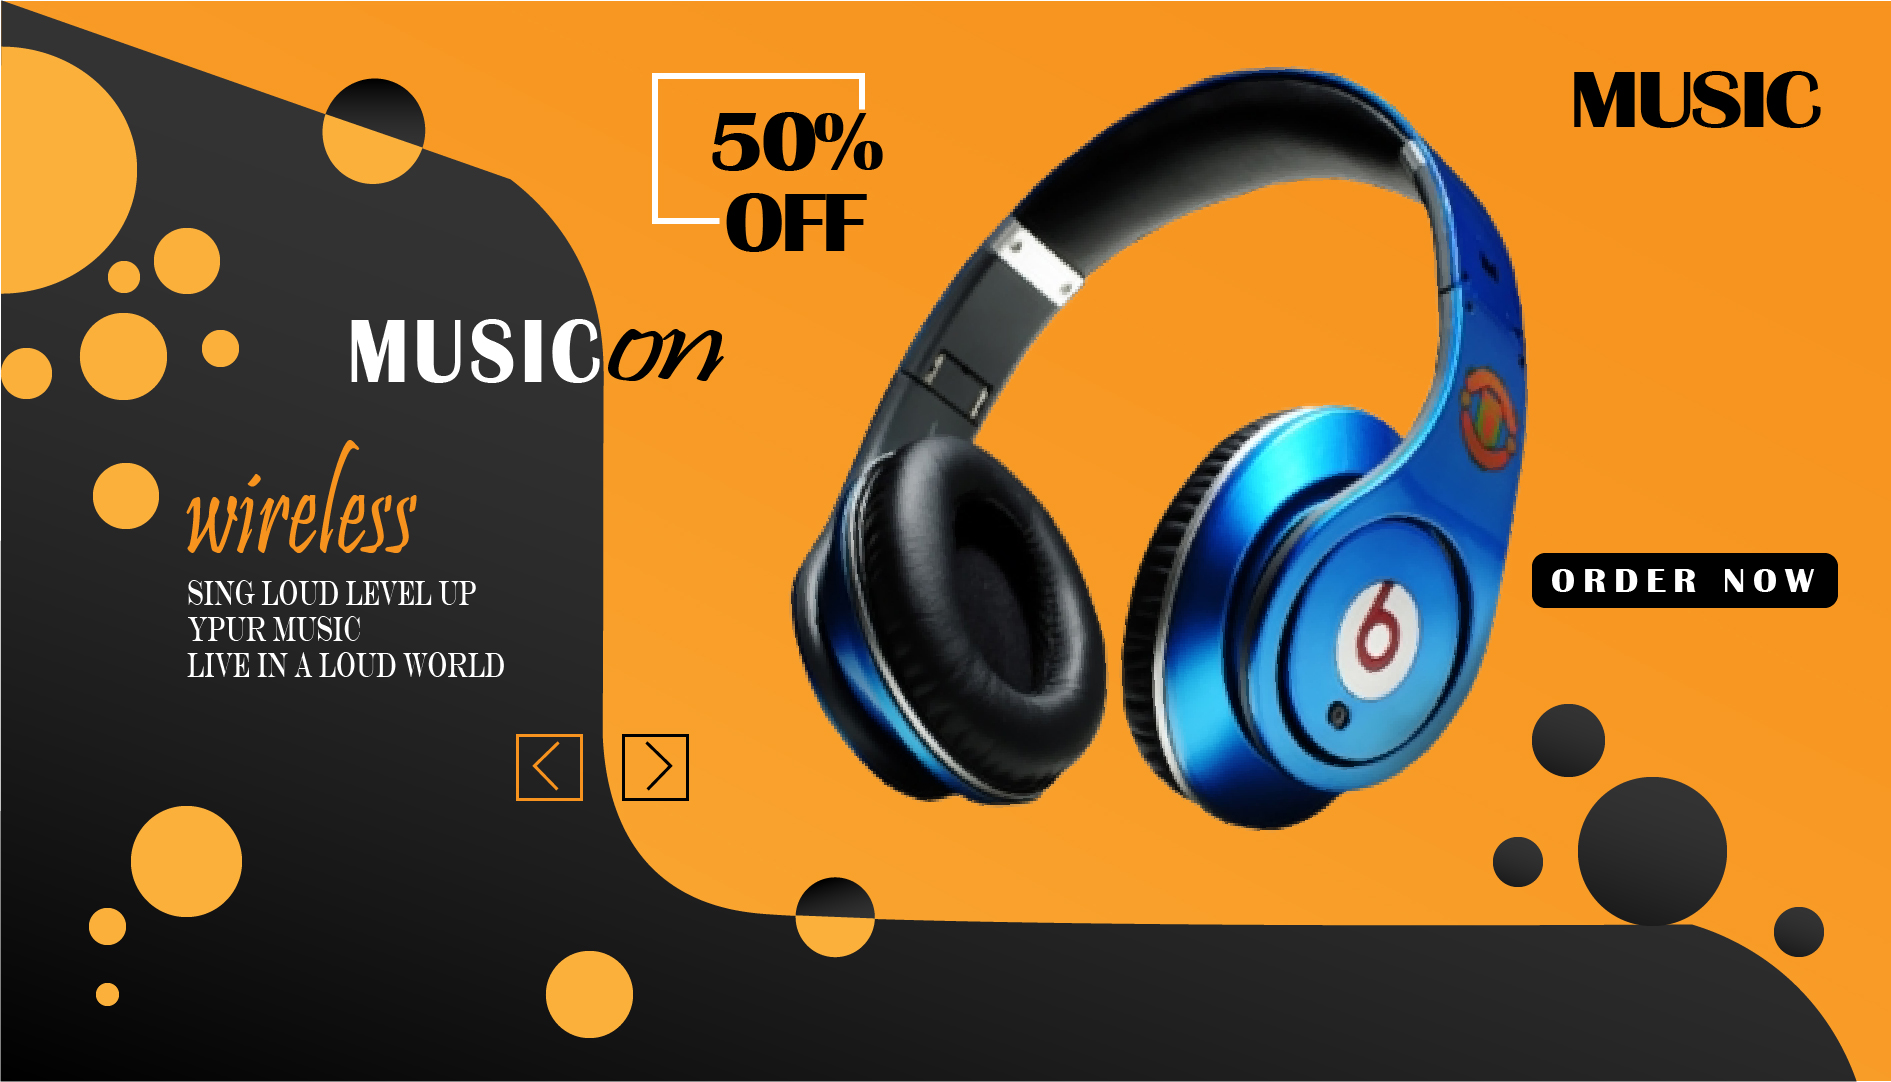 50%
OFF
MUSIC
MUSICon
wireless
SING LOUD LEVEL UP
YPUR MUSIC
LIVE IN A LOUD WORLD
ORDER NOW